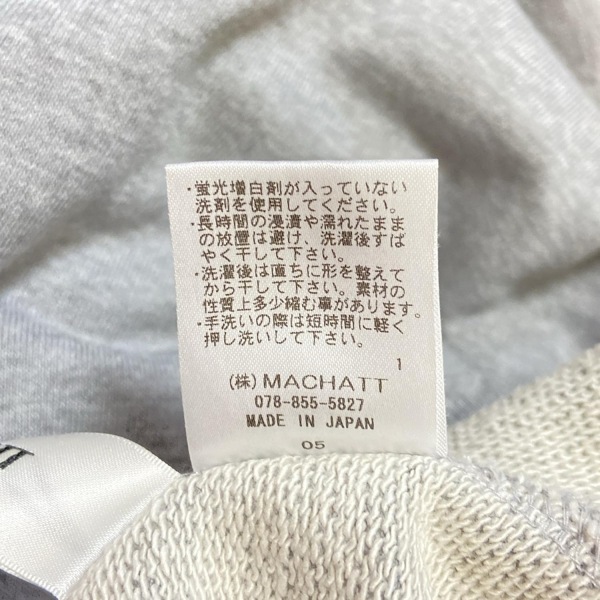 ・蛍光増白剤が入っていない
洗剤を使用してください。
・長時間の浸漬や濡れたまま
の放置は避け、洗濯後すば
やく干して下さい。
・洗濯後は直ちに形を整えて
から干して下さい。素材の
性質上多少縮む事があります。
・手洗いの際は短時間に軽く
押し洗いして下さい。
1
(株) MACHATT
078-855-5827
MADE IN JAPAN
05